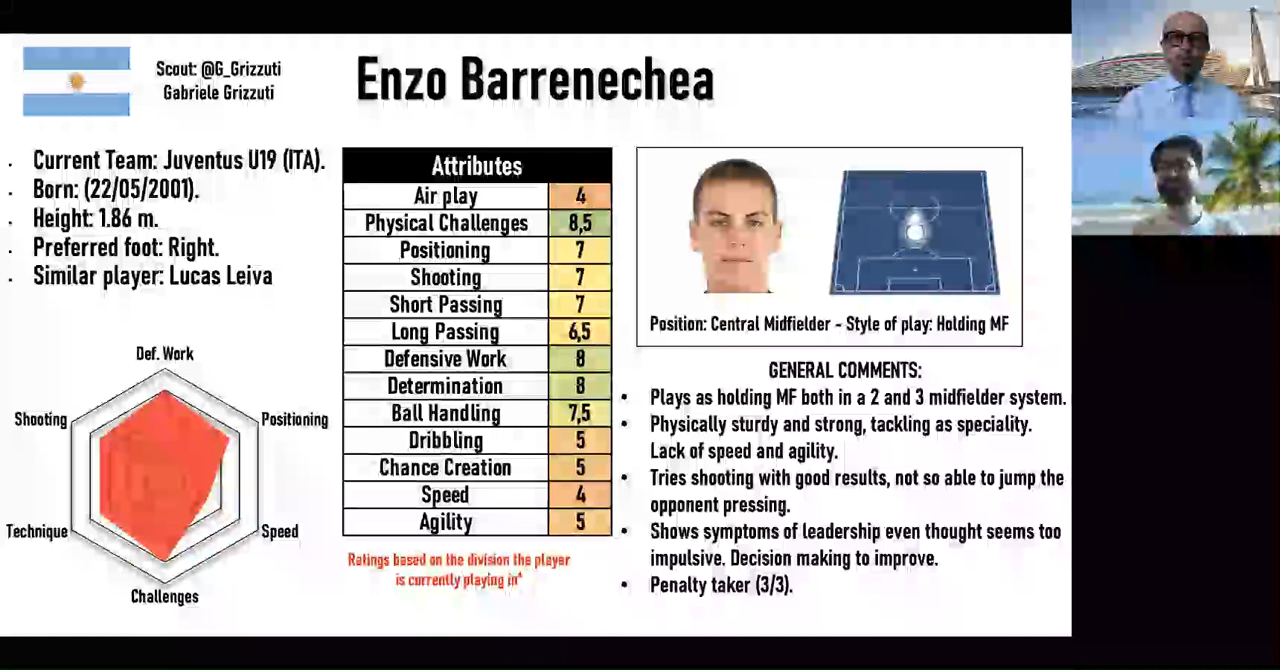 Scout: @G_Grizzuti
Gabriele Grizzuti
Enzo Barrenechea
Current Team: Juventus U19 (ITA).
Born: (22/05/2001).
Height: 1.86 m.
Preferred foot: Right.
Similar player: Lucas Leiva
Def. Work
Shooting
Positioning
Technique
Speed
Challenges
Attributes
Air play 4
Physical Challenges 8,5
Positioning 7
Shooting 7
Short Passing 7
Long Passing 6,5
Defensive Work 8
Determination 8
Ball Handling 7,5
Dribbling 5
Chance Creation 5
Speed 4
Agility 5
Ratings based on the division the player
is currently playing in*
Position: Central Midfielder - Style of play: Holding MF
GENERAL COMMENTS:
Plays as holding MF both in a 2 and 3 midfielder system.
Physically sturdy and strong, tackling as speciality.
Lack of speed and agility.
Tries shooting with good results, not so able to jump the
opponent pressing.
Shows symptoms of leadership even thought seems too
impulsive. Decision making to improve.
Penalty taker (3/3).